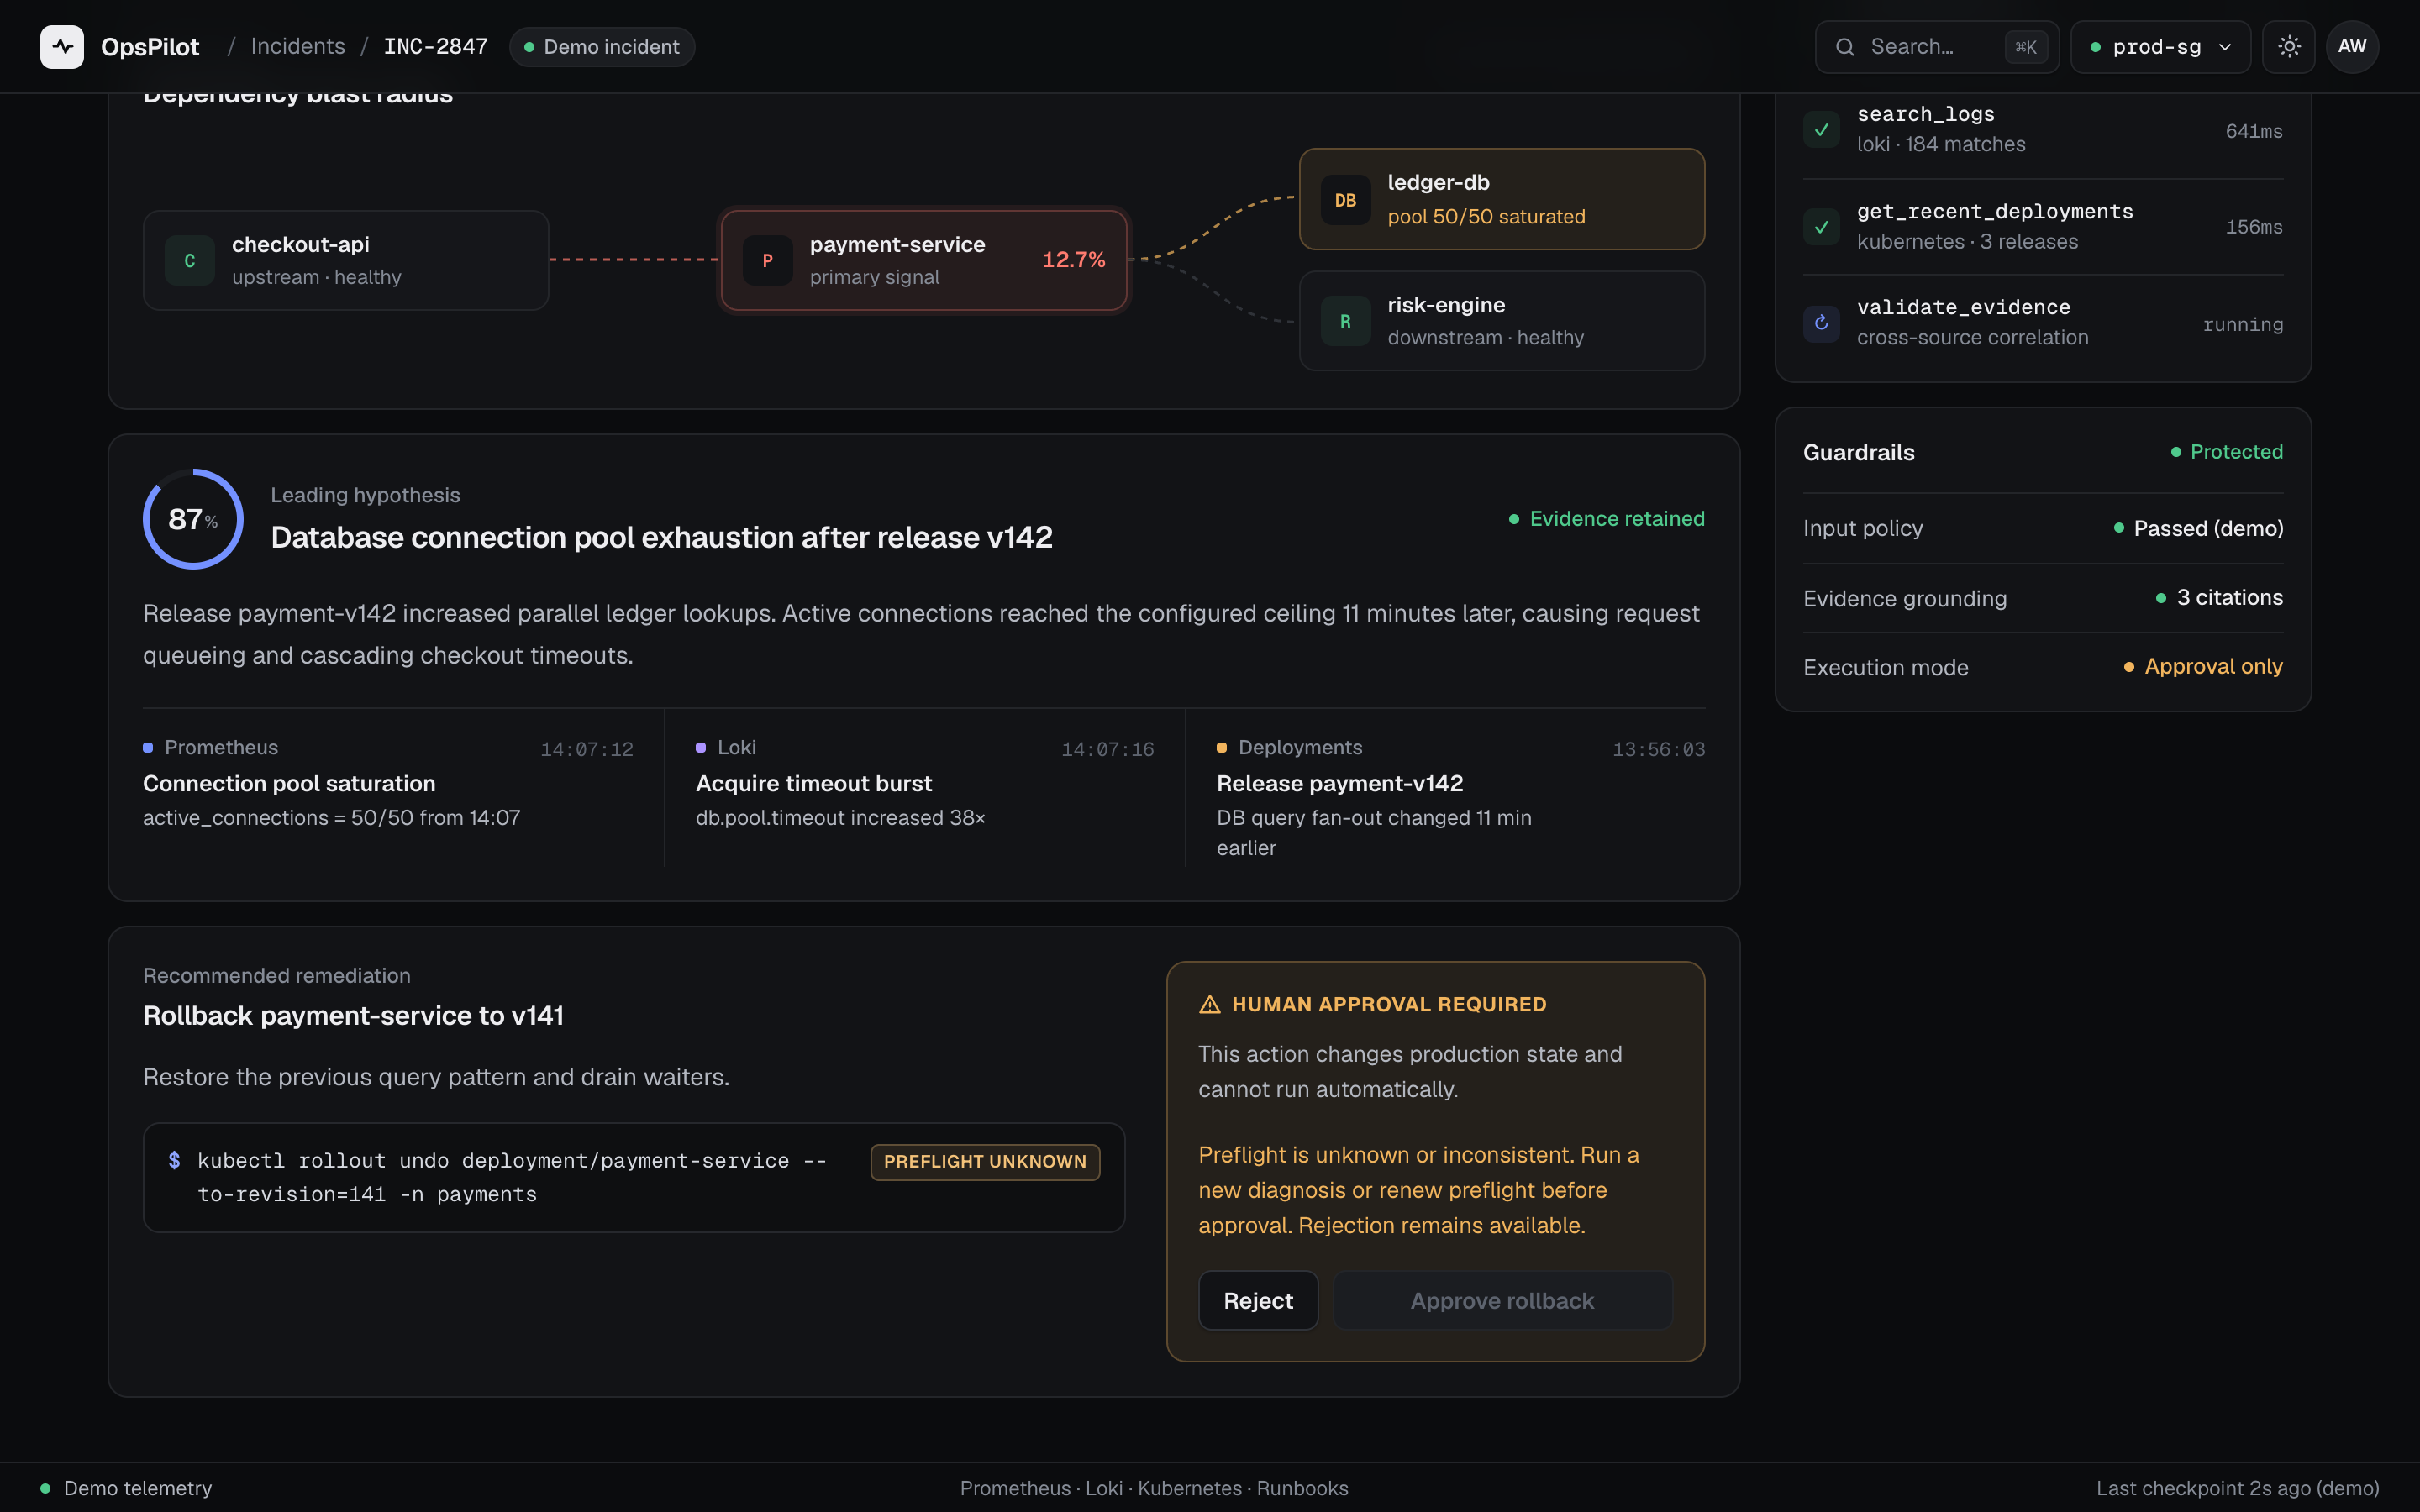 OpsPilot / Incidents / INC-2847 Demo incident Search... ⌘K prod-sg AW
Dependency blast radius
C checkout-api
upstream · healthy
P payment-service 12.7%
primary signal
DB ledger-db
pool 50/50 saturated
R risk-engine
downstream · healthy
87%
Leading hypothesis
Database connection pool exhaustion after release v142
Evidence retained
Release payment-v142 increased parallel ledger lookups. Active connections reached the configured ceiling 11 minutes later, causing request
queueing and cascading checkout timeouts.
Prometheus 14:07:12
Connection pool saturation
active_connections = 50/50 from 14:07
Loki 14:07:16
Acquire timeout burst
db.pool.timeout increased 38×
Deployments 13:56:03
Release payment-v142
DB query fan-out changed 11 min
earlier
Recommended remediation
Rollback payment-service to v141
Restore the previous query pattern and drain waiters.
$ kubectl rollout undo deployment/payment-service --
to-revision=141 -n payments
PREFLIGHT UNKNOWN
HUMAN APPROVAL REQUIRED
This action changes production state and
cannot run automatically.
Preflight is unknown or inconsistent. Run a
new diagnosis or renew preflight before
approval. Rejection remains available.
Reject Approve rollback
search_logs
loki · 184 matches
641ms
get_recent_deployments
kubernetes · 3 releases
156ms
validate_evidence
cross-source correlation
running
Guardrails Protected
Input policy Passed (demo)
Evidence grounding 3 citations
Execution mode Approval only
Demo telemetry Prometheus · Loki · Kubernetes · Runbooks Last checkpoint 2s ago (demo)